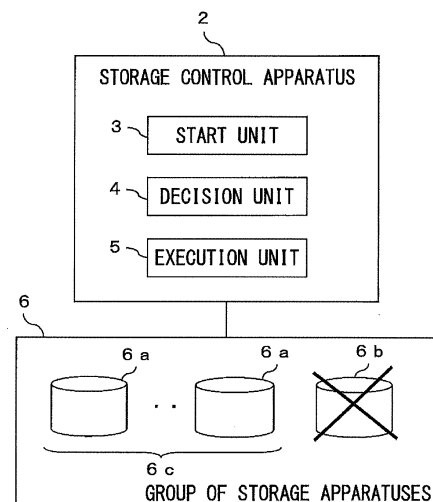 2
STORAGE CONTROL APPARATUS
3 START UNIT
4 DECISION UNIT
5 EXECUTION UNIT
6
6a 6a 6b
. .
6c
GROUP OF STORAGE APPARATUSES